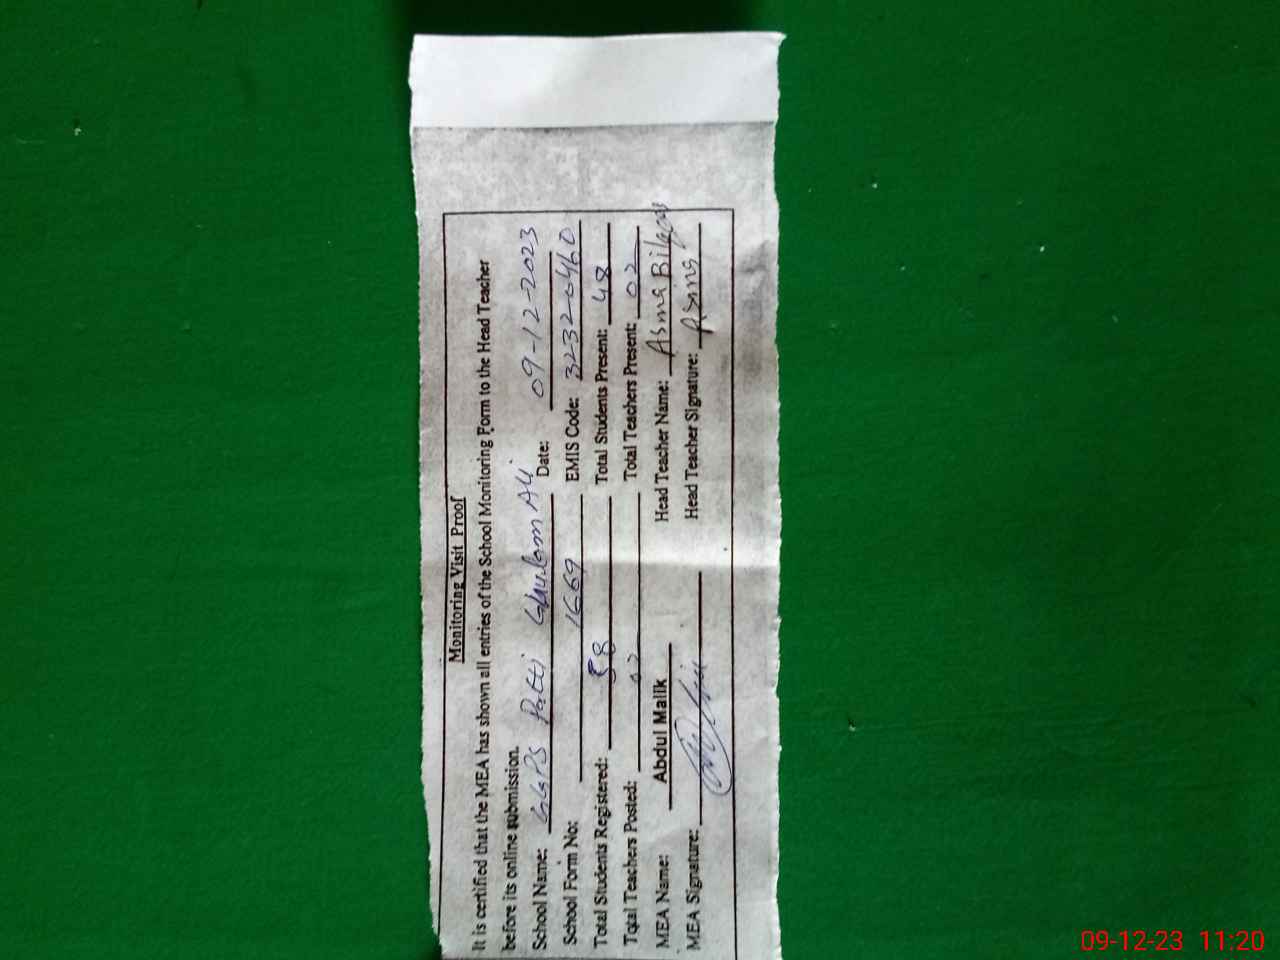 Monitoring Visit Proof
It is certified that the MEA has shown all entries of the School Monitoring Form to the Head Teacher
before its online submission.
School Name: GGPS Patti Ghulam Ali Date: 09-12-2023
School Form No: 1669 EMIS Code: 32320460
Total Students Registered: 58 Total Students Present: 48
Total Teachers Posted: 02 Total Teachers Present: 02
MEA Name: Abdul Malik Head Teacher Name: Asma
MEA Signature: Head Teacher Signature:
09-12-23 11:20